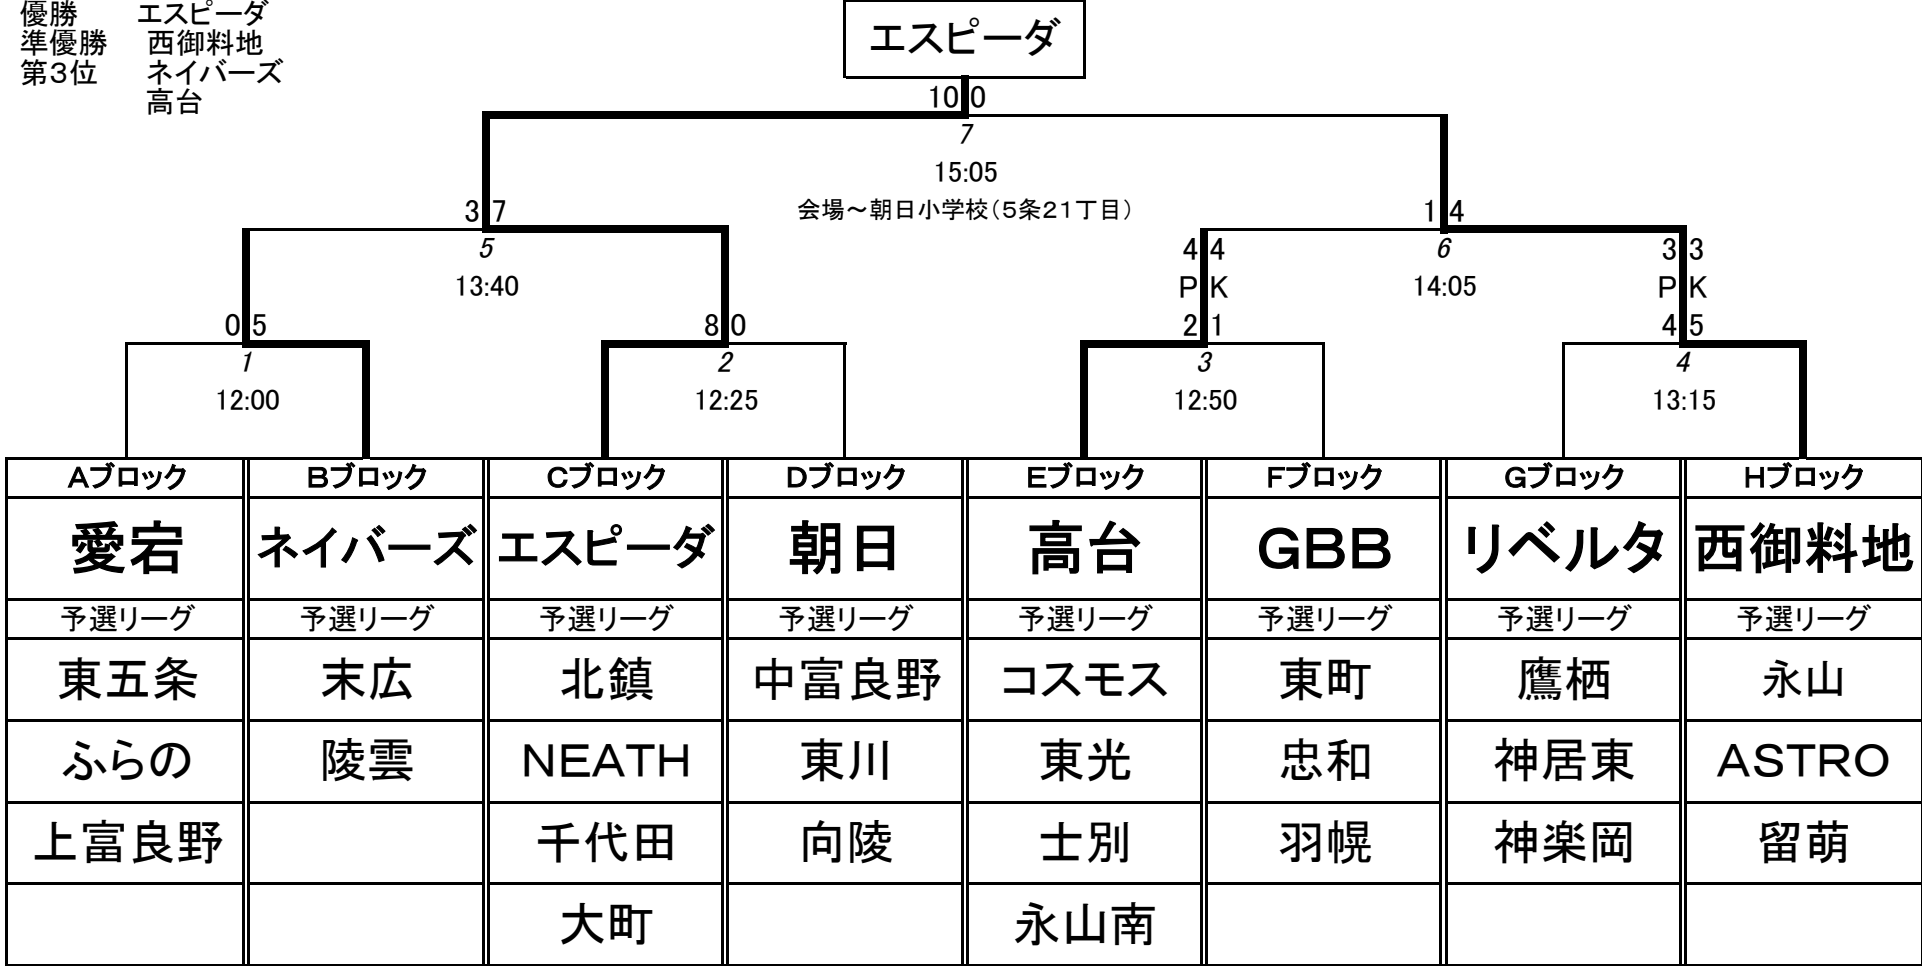 優勝 エスピーダ
準優勝 西御料地
第3位 ネイバーズ
高台
エスピーダ
10 0
7
15:05
会場~朝日小学校(5条21丁目)
3 7
5
13:40
1 4
6
14:05
0 5
1
12:00
8 0
2
12:25
4 4
P K
2 1
3
12:50
3 3
P K
4 5
4
13:15
Aブロック Bブロック Cブロック Dブロック Eブロック Fブロック Gブロック Hブロック
愛宕 ネイバーズ エスピーダ 朝日 高台 GBB リベルタ 西御料地
予選リーグ 予選リーグ 予選リーグ 予選リーグ 予選リーグ 予選リーグ 予選リーグ 予選リーグ
東五条 末広 北鎮 中富良野 コスモス 東町 鷹栖 永山
ふらの 陵雲 NEATH 東川 東光 忠和 神居東 ASTRO
上富良野 千代田 向陵 士別 羽幌 神楽岡 留萌
大町 永山南